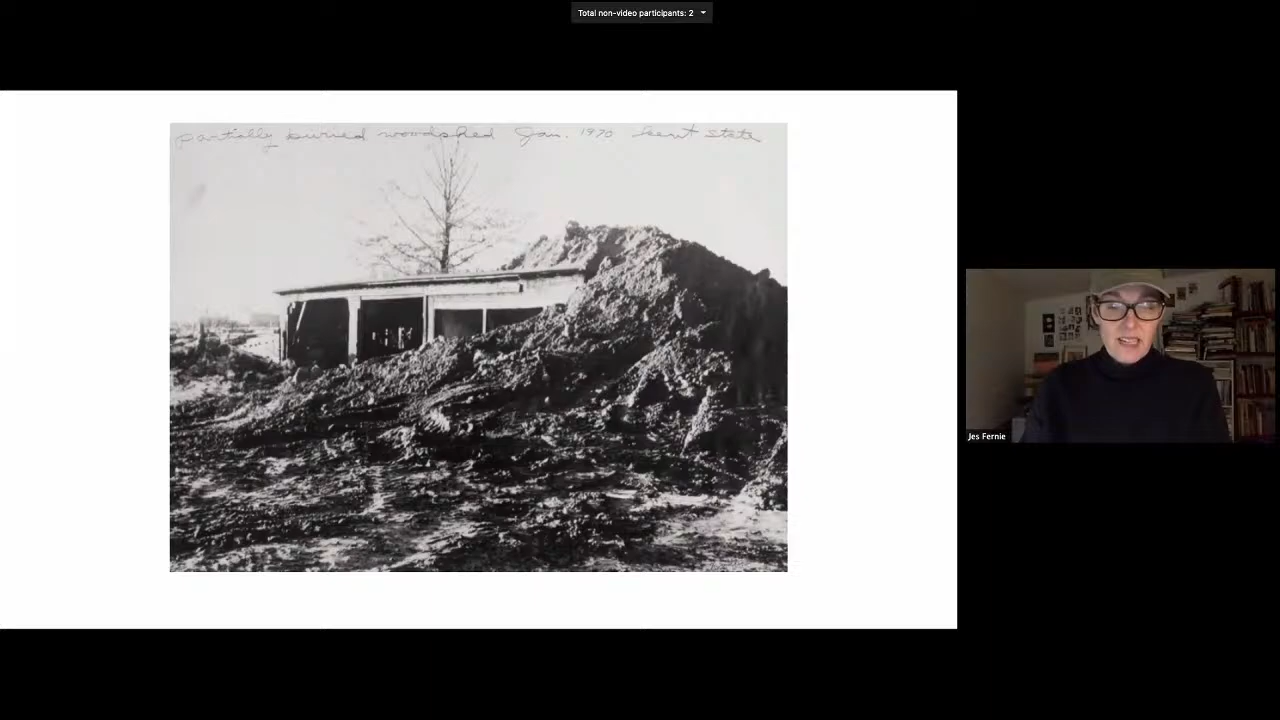 Total non-video participants: 2
partially buried woodshed Jan. 1970 Kent State
Jes Fernie